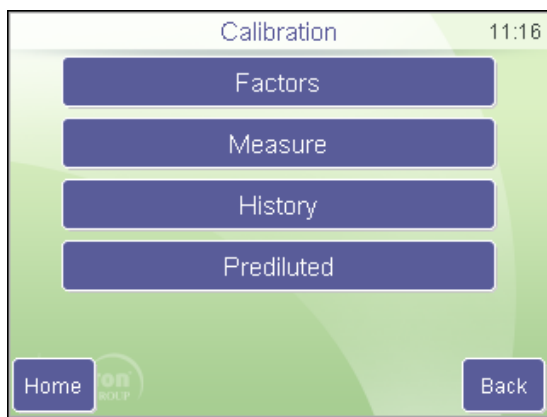 Calibration 11:16
Factors
Measure
History
Prediluted
Home Back